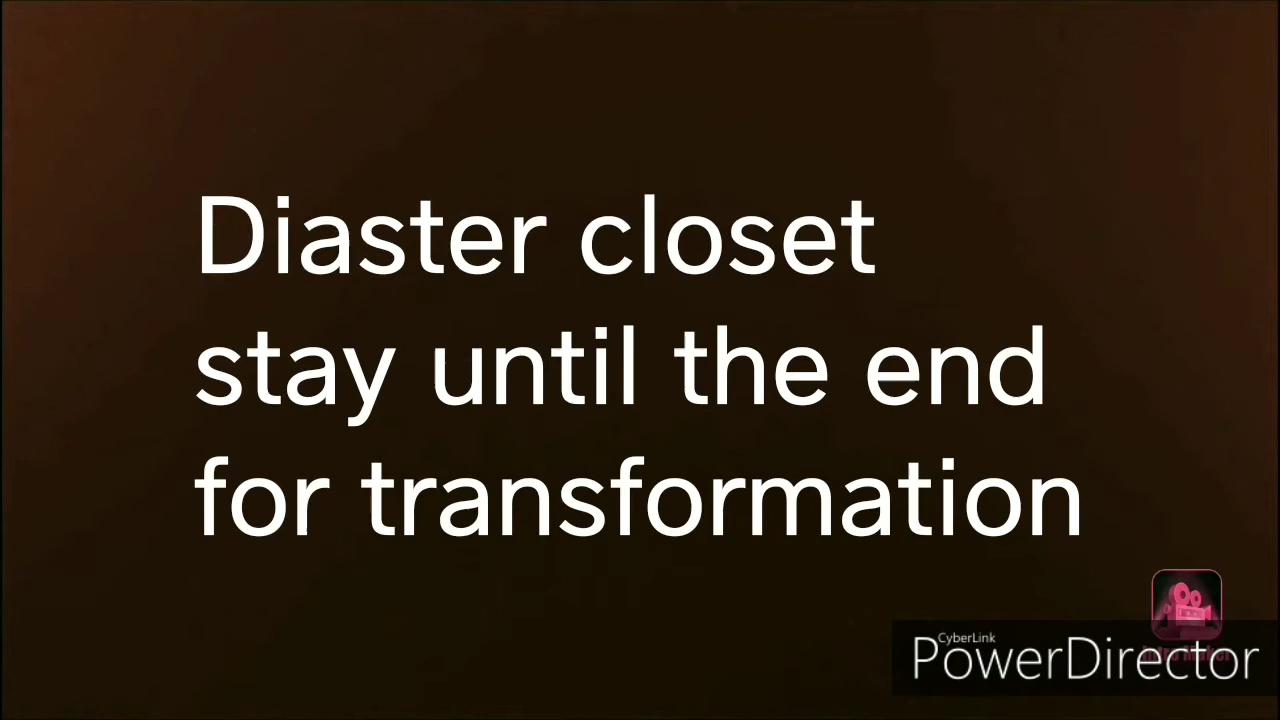 Diaster closet
stay until the end
for transformation
CyberLink
PowerDirector